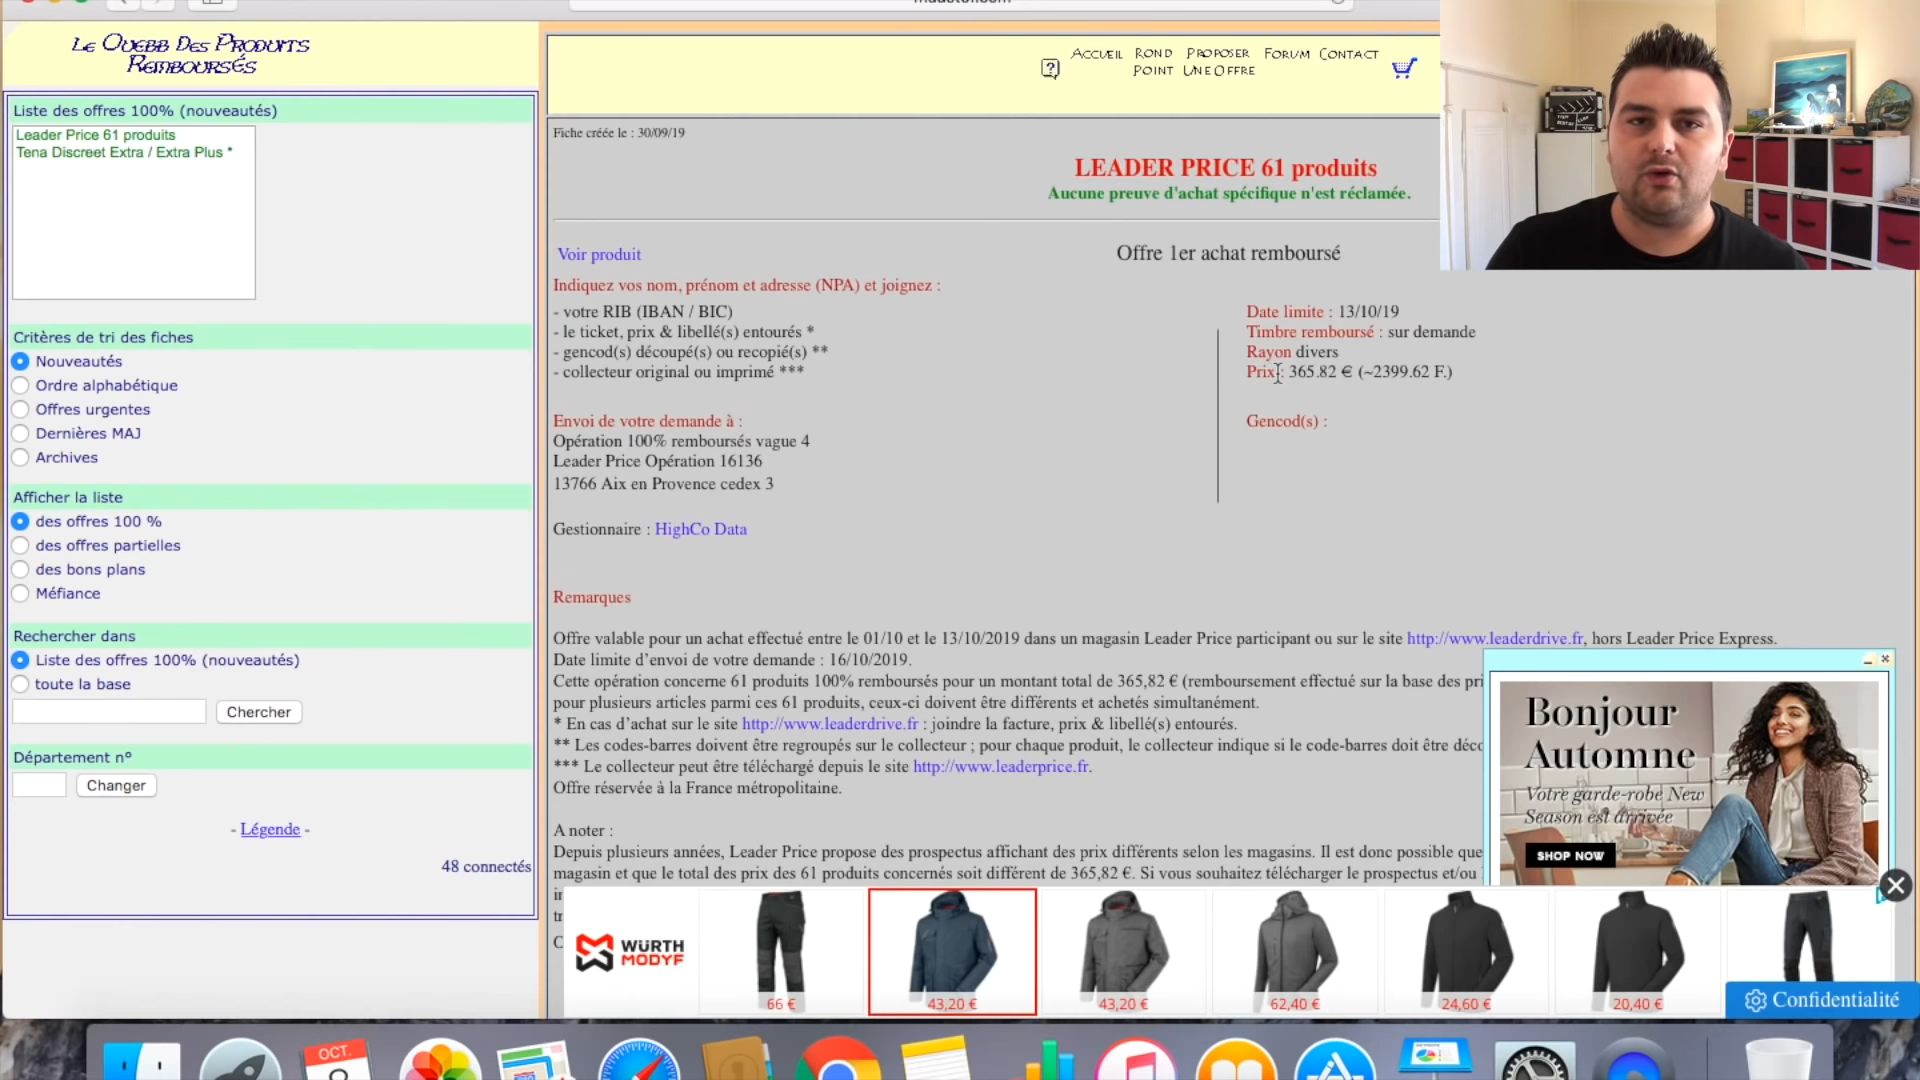 Le Ouebb Des Produits
Remboursés
Liste des offres 100% (nouveautés)
Leader Price 61 produits
Tena Discreet Extra / Extra Plus *
Critères de tri des fiches
Nouveautés
Ordre alphabétique
Offres urgentes
Dernières MAJ
Archives
Afficher la liste
des offres 100 %
des offres partielles
des bons plans
Méfiance
Rechercher dans
Liste des offres 100% (nouveautés)
toute la base
Chercher
Département n°
Changer
- Légende -
48 connectés
? Accueil Rond Point Proposer Une Offre Forum Contact
Fiche créée le : 30/09/19
LEADER PRICE 61 produits
Aucune preuve d'achat spécifique n'est réclamée.
Voir produit
Offre 1er achat remboursé
Indiquez vos nom, prénom et adresse (NPA) et joignez :
- votre RIB (IBAN / BIC)
- le ticket, prix & libellé(s) entourés *
- gencod(s) découpé(s) ou recopié(s) **
- collecteur original ou imprimé ***
Date limite : 13/10/19
Timbre remboursé : sur demande
Rayon divers
Prix : 365.82 € (~2399.62 F.)
Envoi de votre demande à :
Opération 100% remboursés vague 4
Leader Price Opération 16136
13766 Aix en Provence cedex 3
Gencod(s) :
Gestionnaire : HighCo Data
Remarques
Offre valable pour un achat effectué entre le 01/10 et le 13/10/2019 dans un magasin Leader Price participant ou sur le site http://www.leaderdrive.fr, hors Leader Price Express.
Date limite d’envoi de votre demande : 16/10/2019.
Cette opération concerne 61 produits 100% remboursés pour un montant total de 365,82 € (remboursement effectué sur la base des pri
pour plusieurs articles parmi ces 61 produits, ceux-ci doivent être différents et achetés simultanément.
* En cas d’achat sur le site http://www.leaderdrive.fr : joindre la facture, prix & libellé(s) entourés.
** Les codes-barres doivent être regroupés sur le collecteur ; pour chaque produit, le collecteur indique si le code-barres doit être déco
*** Le collecteur peut être téléchargé depuis le site http://www.leaderprice.fr.
Offre réservée à la France métropolitaine.
A noter :
Depuis plusieurs années, Leader Price propose des prospectus affichant des prix différents selon les magasins. Il est donc possible que
magasin et que le total des prix des 61 produits concernés soit différent de 365,82 €. Si vous souhaitez télécharger le prospectus et/ou
Bonjour
Automne
Votre garde-robe New
Season est arrivée
SHOP NOW
WÜRTH
MODYF
66 €
43,20 €
43,20 €
62,40 €
24,60 €
20,40 €
Confidentialité
OCT.